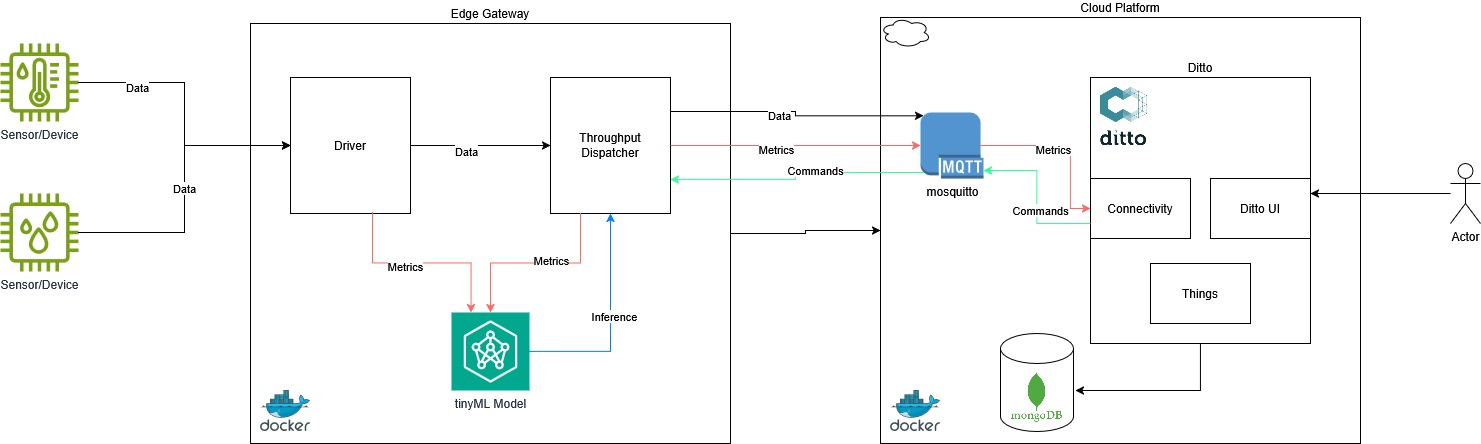 Edge Gateway
Cloud Platform
Sensor/Device
Data
Sensor/Device
Data
Driver
Data
Throughput
Dispatcher
Metrics
Metrics
Inference
tinyML Model
docker
Data
Metrics
Commands
MQTT
mosquitto
Metrics
Commands
Ditto
ditto
Connectivity
Ditto UI
Things
mongoDB
docker
Actor